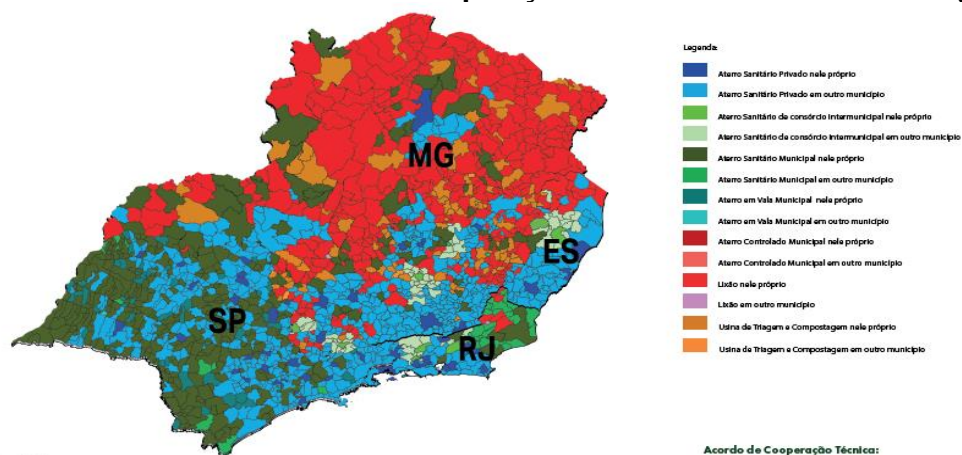 MG
ES
SP
RJ
Legenda:
Aterro Sanitário Privado nele próprio
Aterro Sanitário Privado em outro município
Aterro Sanitário de consórcio intermunicipal nele próprio
Aterro Sanitário de consórcio intermunicipal em outro município
Aterro Sanitário Municipal nele próprio
Aterro Sanitário Municipal em outro município
Aterro em Vala Municipal nele próprio
Aterro em Vala Municipal em outro município
Aterro Controlado Municipal nele próprio
Aterro Controlado Municipal em outro município
Lixão nele próprio
Lixão em outro município
Usina de Triagem e Compostagem nele próprio
Usina de Triagem e Compostagem em outro município
Acordo de Cooperação Técnica: